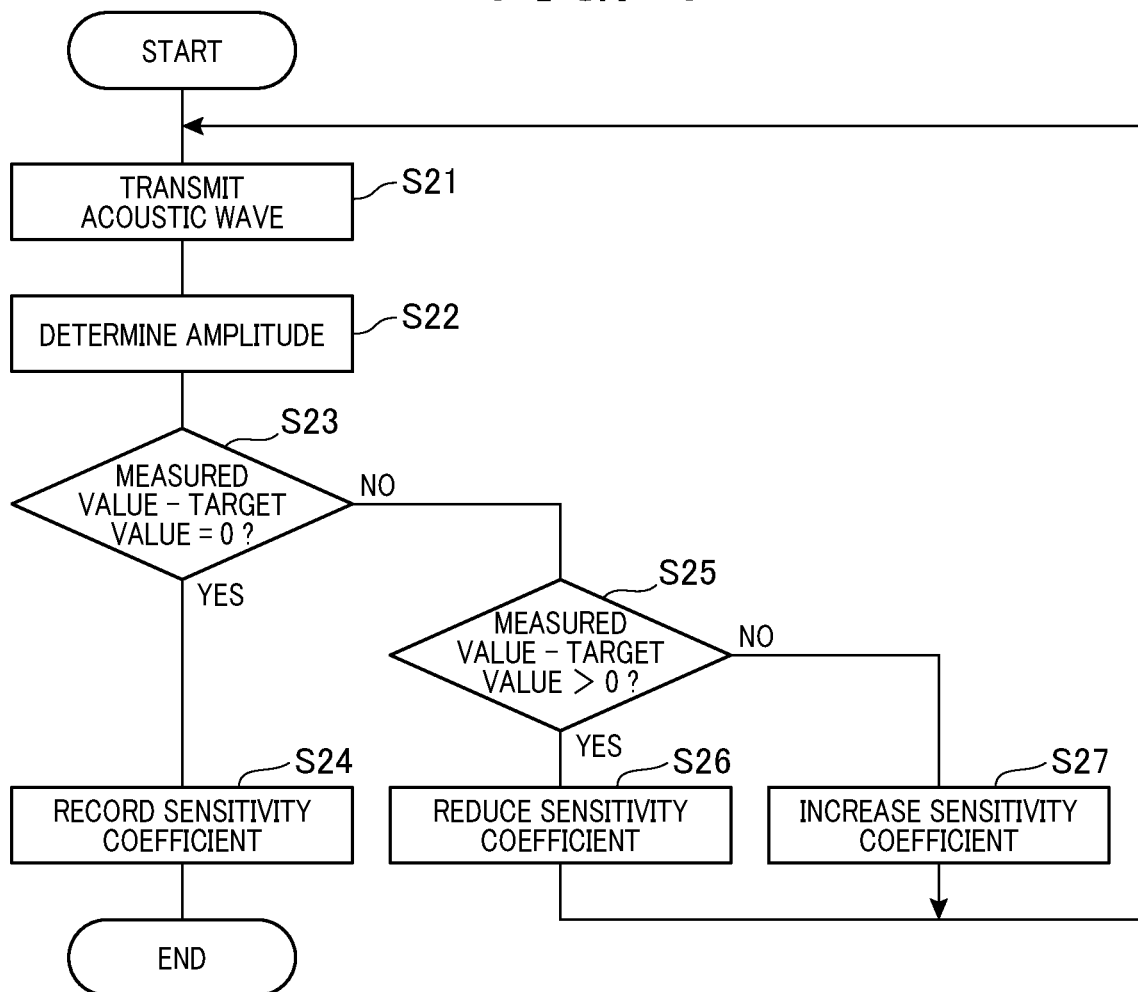 START
TRANSMIT
ACOUSTIC WAVE
S21
DETERMINE AMPLITUDE
S22
S23
MEASURED
VALUE – TARGET
VALUE = 0 ?
NO
YES
S25
MEASURED
VALUE – TARGET
VALUE > 0 ?
NO
YES
S24
RECORD SENSITIVITY
COEFFICIENT
S26
REDUCE SENSITIVITY
COEFFICIENT
S27
INCREASE SENSITIVITY
COEFFICIENT
END